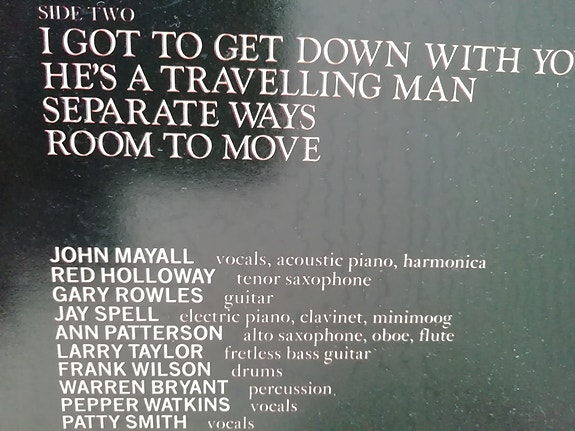 SIDE TWO
I GOT TO GET DOWN WITH YO
HE'S A TRAVELLING MAN
SEPARATE WAYS
ROOM TO MOVE
JOHN MAYALL vocals, acoustic piano, harmonica
RED HOLLOWAY tenor saxophone
GARY ROWLES guitar
JAY SPELL electric piano, clavinet, minimoog
ANN PATTERSON alto saxophone, oboe, flute
LARRY TAYLOR fretless bass guitar
FRANK WILSON drums
WARREN BRYANT percussion
PEPPER WATKINS vocals
PATTY SMITH vocals